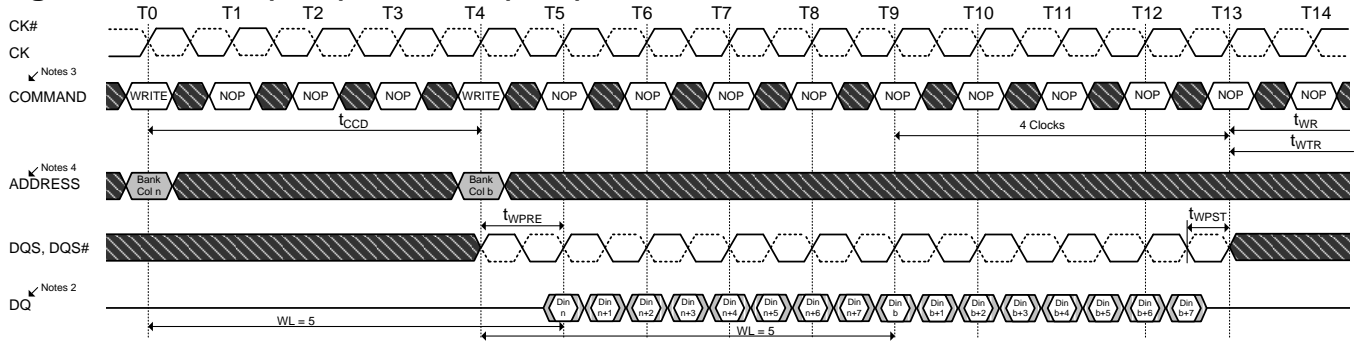 T0 T1 T2 T3 T4 T5 T6 T7 T8 T9 T10 T11 T12 T13 T14
CK#
CK
Notes 3
COMMAND WRITE NOP NOP NOP WRITE NOP NOP NOP NOP NOP NOP NOP NOP NOP NOP
tCCD 4 Clocks tWR
tWTR
Notes 4
ADDRESS Bank Col n Bank Col b
tWPRE tWPST
DQS, DQS#
Notes 2
DQ Din n Din n+1 Din n+2 Din n+3 Din n+4 Din n+5 Din n+6 Din n+7 Din b Din b+1 Din b+2 Din b+3 Din b+4 Din b+5 Din b+6 Din b+7
WL = 5 WL = 5